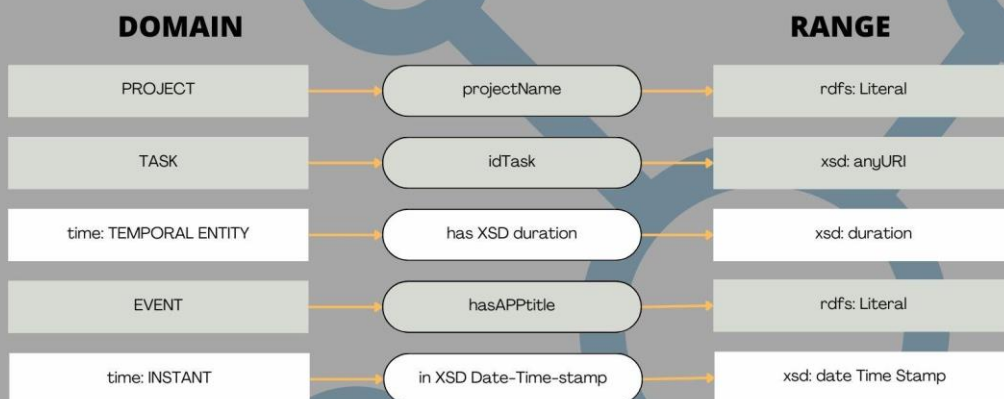 DOMAIN RANGE
PROJECT projectName rdfs: Literal
TASK idTask xsd: anyURI
time: TEMPORAL ENTITY has XSD duration xsd: duration
EVENT hasAPPtitle rdfs: Literal
time: INSTANT in XSD Date-Time-stamp xsd: date Time Stamp